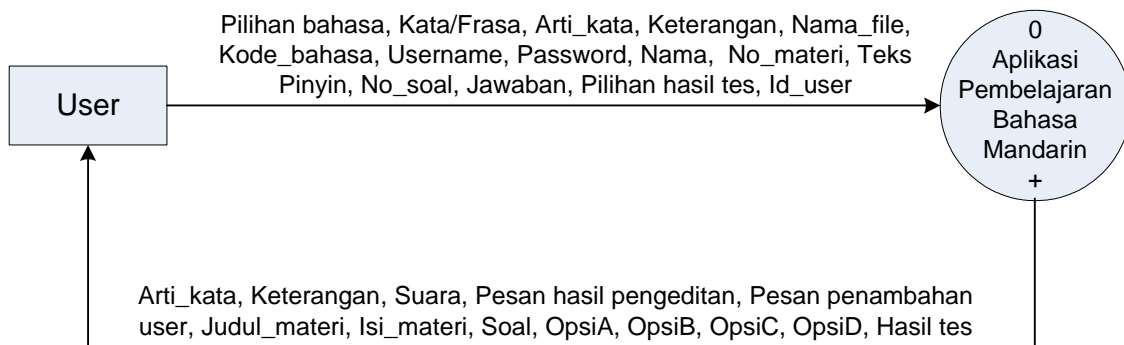 Pilihan bahasa, Kata/Frasa, Arti_kata, Keterangan, Nama_file,
Kode_bahasa, Username, Password, Nama, No_materi, Teks
Pinyin, No_soal, Jawaban, Pilihan hasil tes, Id_user
User
0
Aplikasi
Pembelajaran
Bahasa
Mandarin
+
Arti_kata, Keterangan, Suara, Pesan hasil pengeditan, Pesan penambahan
user, Judul_materi, Isi_materi, Soal, OpsiA, OpsiB, OpsiC, OpsiD, Hasil tes